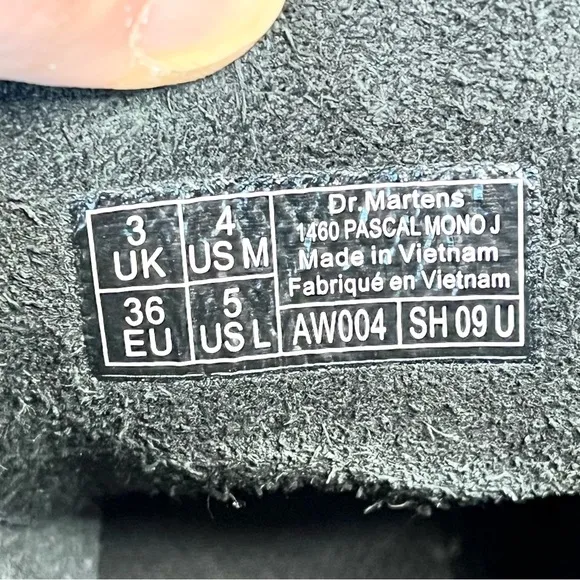 3
UK
4
US M
36
EU
5
US L
Dr.Martens
1460 PASCAL MONO J
Made in Vietnam
Fabriqué en Vietnam
AW004
SH 09 U